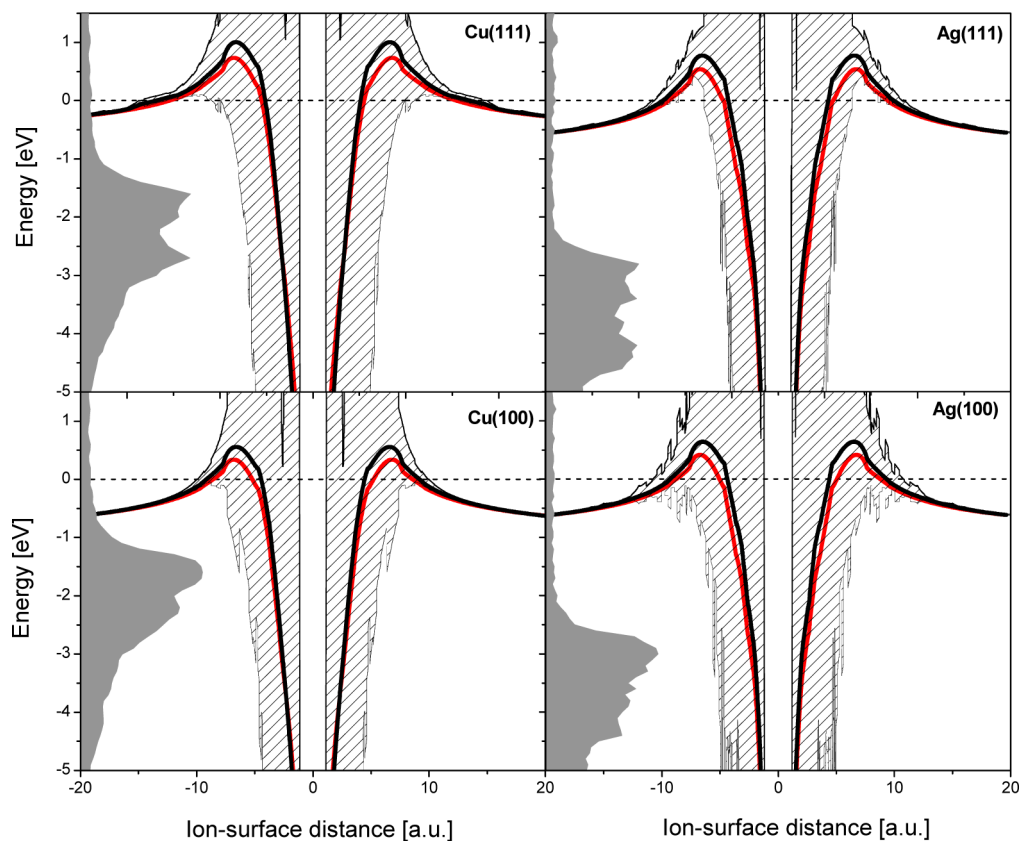 Cu(111)
Ag(111)
Energy [eV]
1
0
-1
-2
-3
-4
-5
Cu(100)
Ag(100)
Energy [eV]
1
0
-1
-2
-3
-4
-5
-20 -10 0 10 20 -10 0 10 20
Ion-surface distance [a.u.] Ion-surface distance [a.u.]